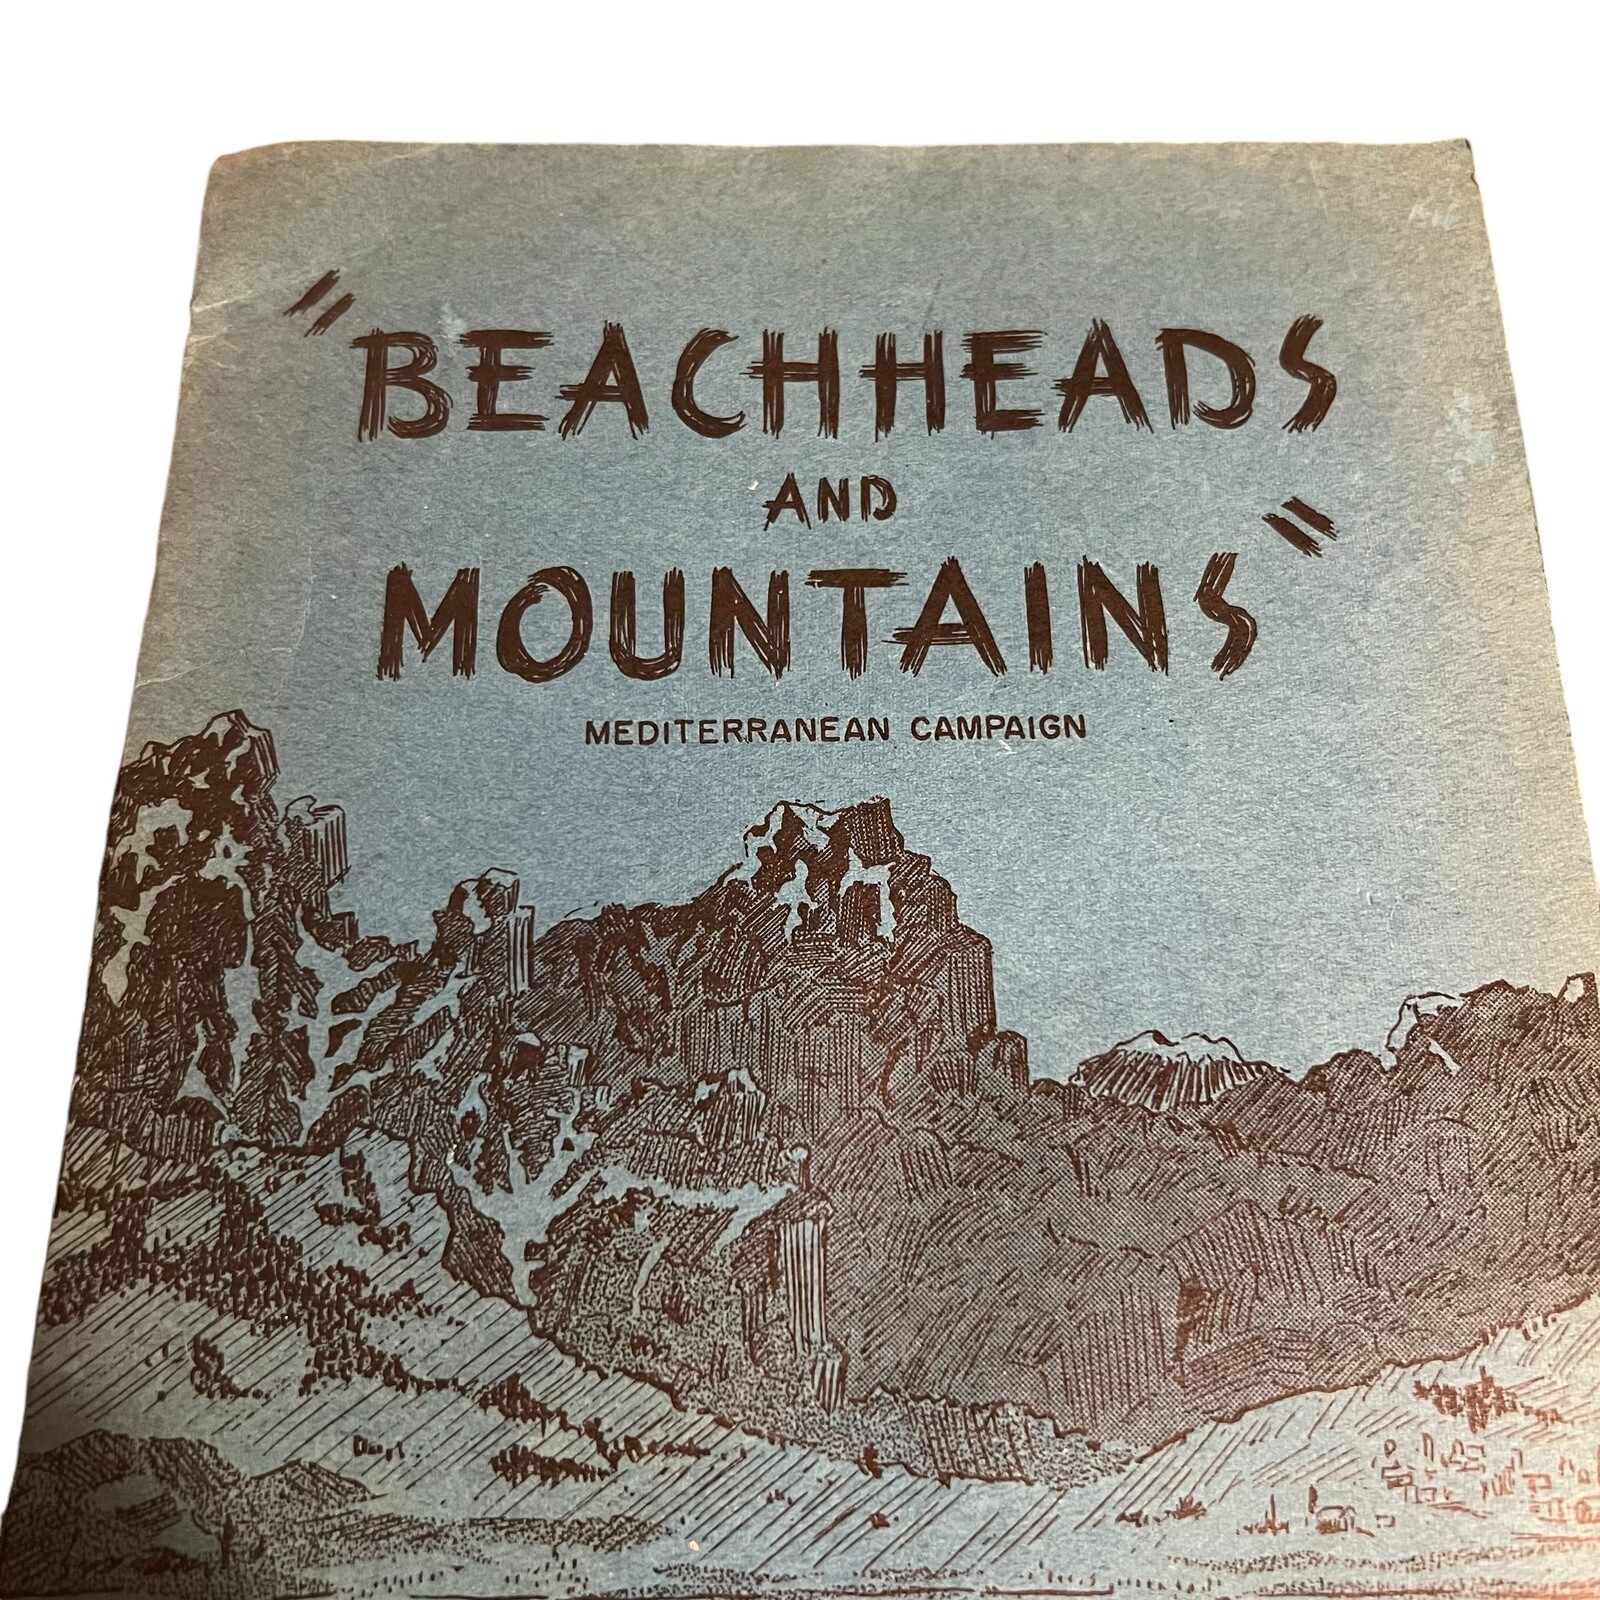 "BEACHHEADS
AND
MOUNTAINS"
MEDITERRANEAN CAMPAIGN